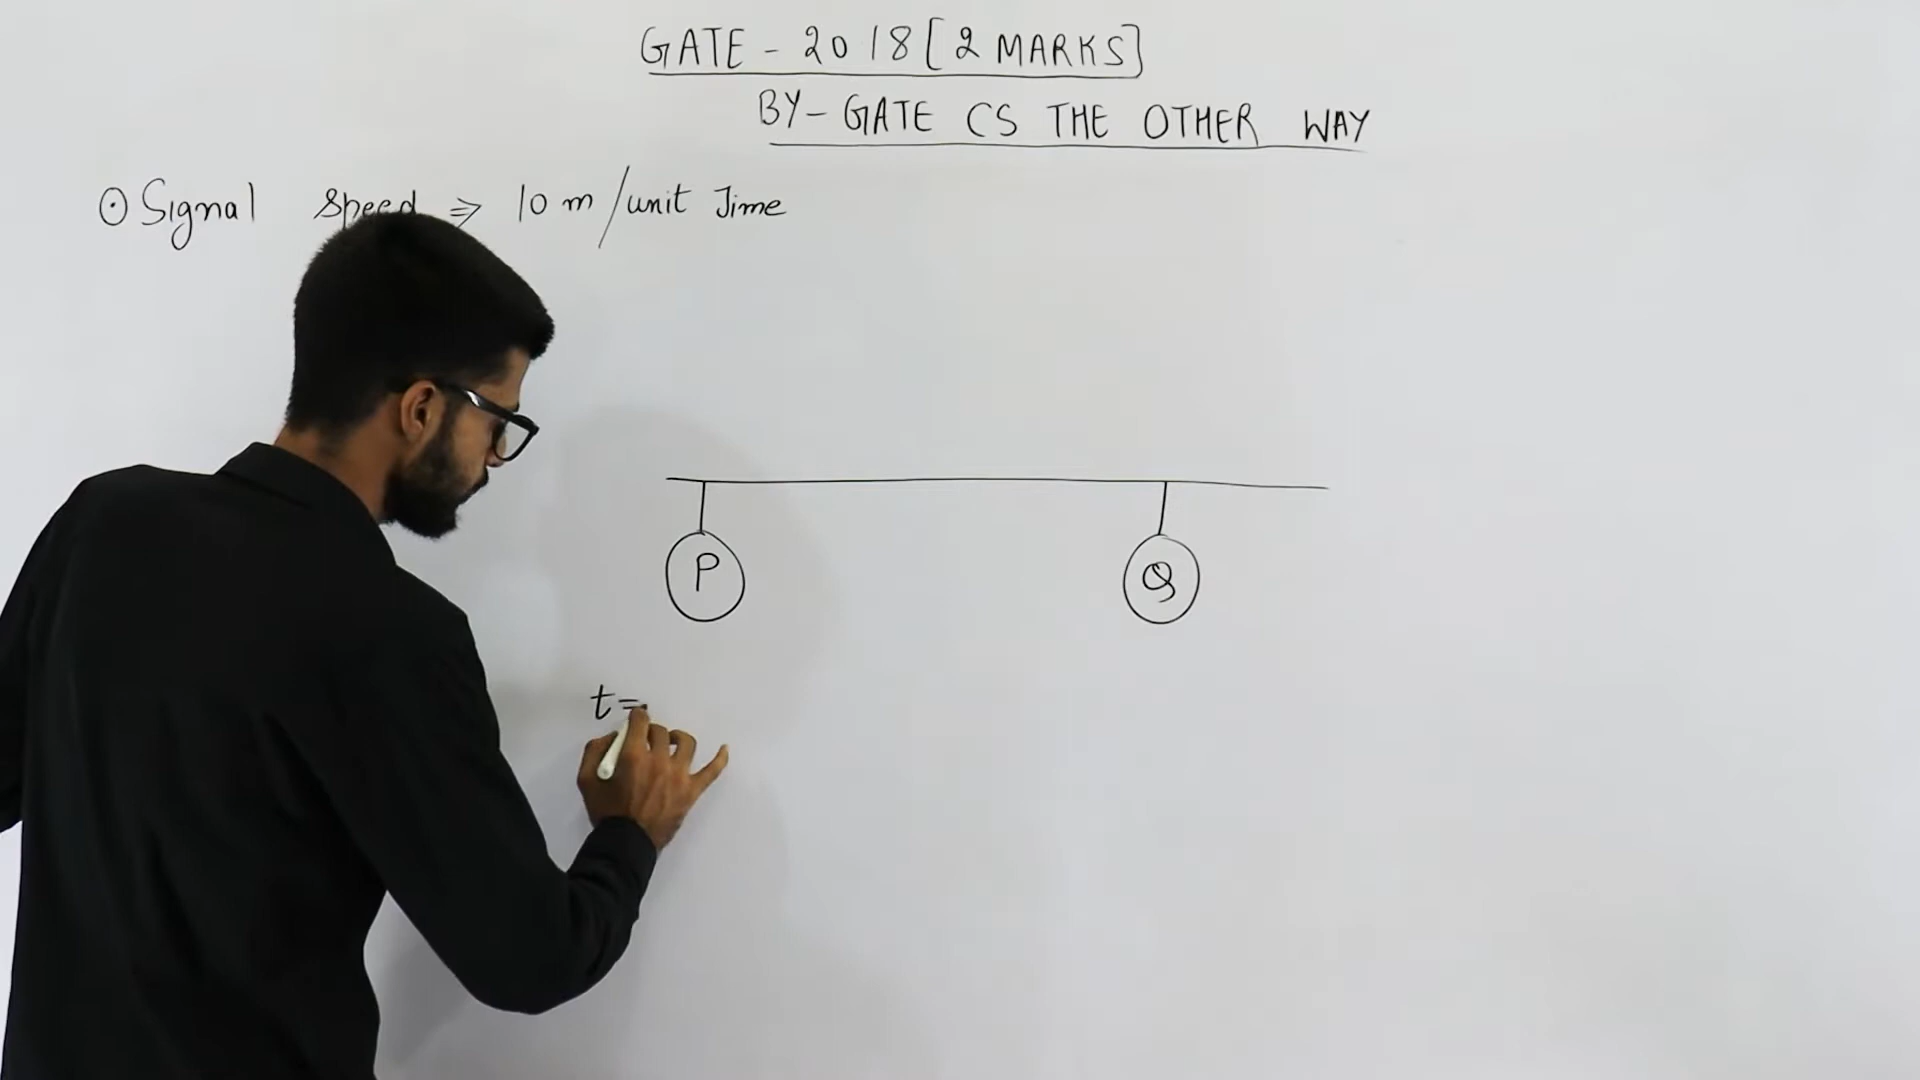 GATE - 2018 [2 MARKS]
BY - GATE CS THE OTHER WAY
⊙ Signal Speed ⇒ 10 m/unit Time
P
Q
t=